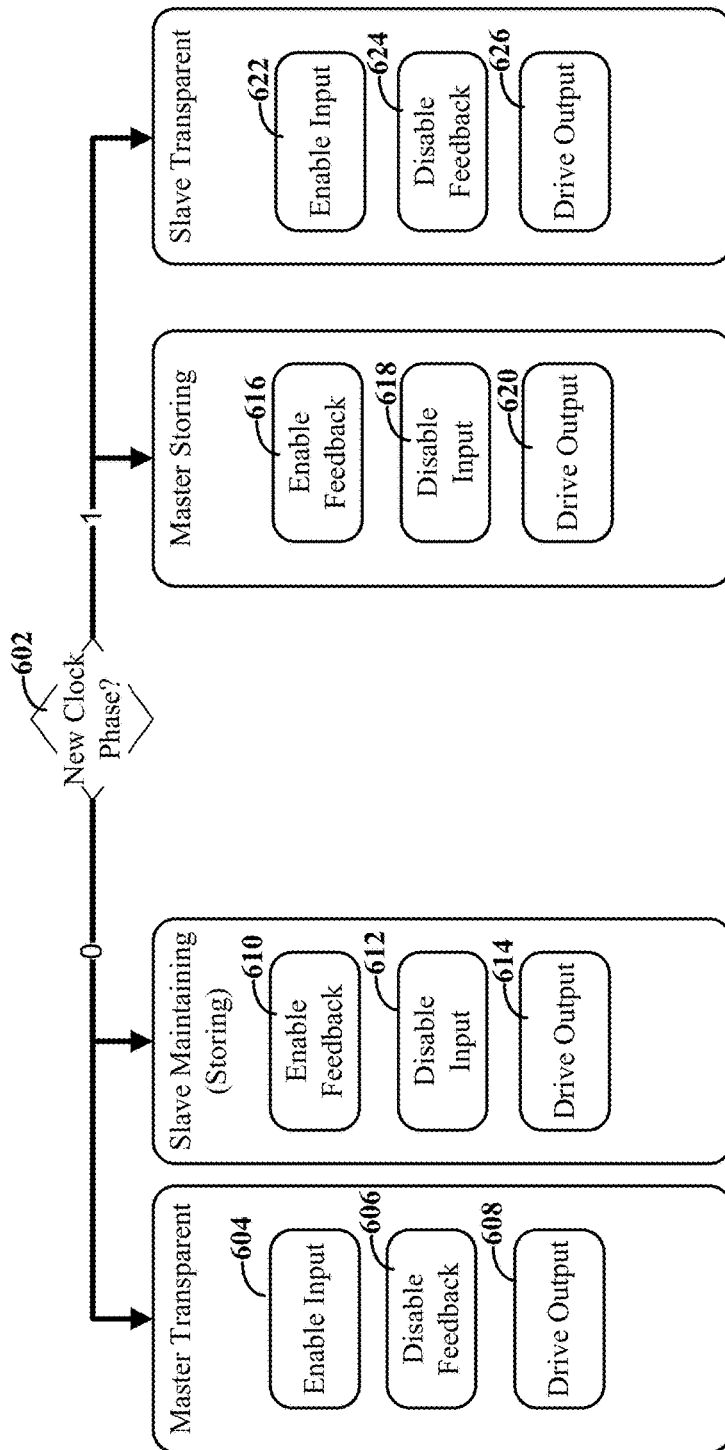 602
New Clock
Phase?
0
1
Master Transparent
604
Enable Input
606
Disable
Feedback
608
Drive Output
Slave Maintaining
(Storing)
610
Enable
Feedback
612
Disable
Input
614
Drive Output
Master Storing
616
Enable
Feedback
618
Disable
Input
620
Drive Output
Slave Transparent
622
Enable Input
624
Disable
Feedback
626
Drive Output